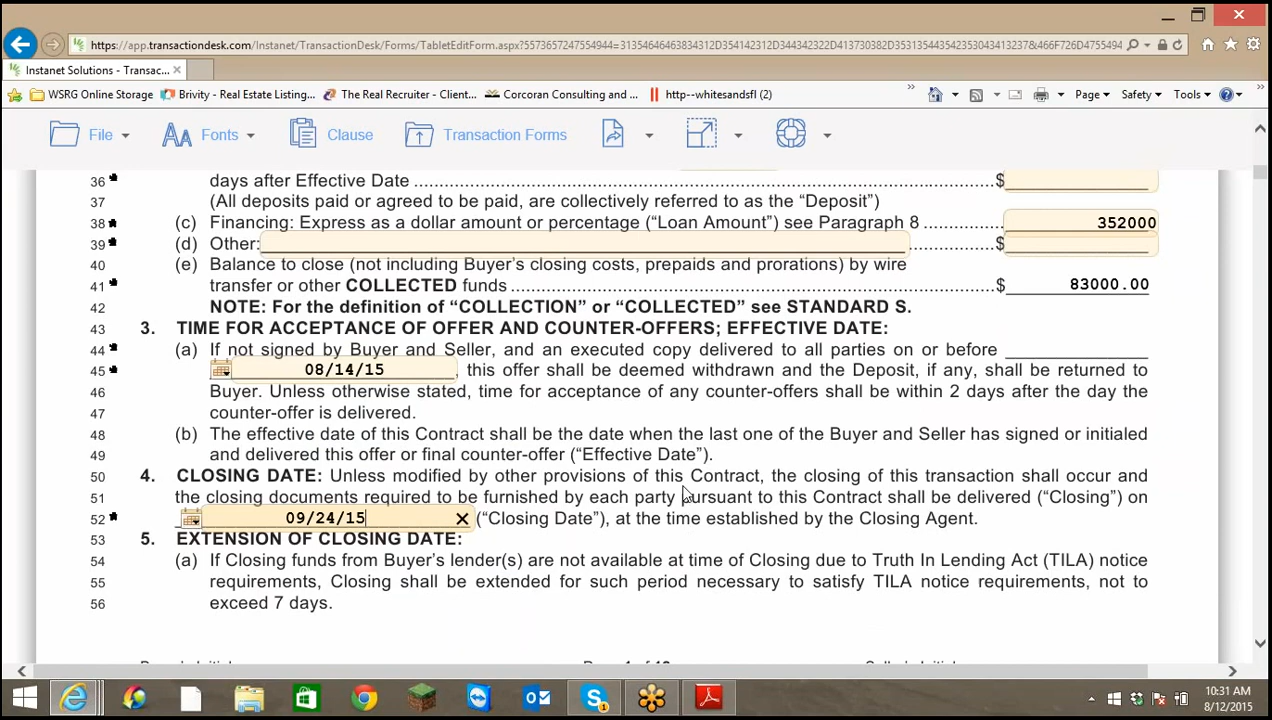 https://app.transactiondesk.com/Instanet/TransactionDesk/Forms/TabletEditForm.aspx?
Instanet Solutions - Transac...
WSRG Online Storage
Brivity - Real Estate Listing...
The Real Recruiter - Client...
Corcoran Consulting and ...
http--whitesandsfl (2)
Page
Safety
Tools
File
Fonts
Clause
Transaction Forms
36 days after Effective Date $
37 (All deposits paid or agreed to be paid, are collectively referred to as the “Deposit”)
38 (c) Financing: Express as a dollar amount or percentage (“Loan Amount”) see Paragraph 8 352000
39 (d) Other: $
40 (e) Balance to close (not including Buyer’s closing costs, prepaids and prorations) by wire
41 transfer or other COLLECTED funds $ 83000.00
42 NOTE: For the definition of “COLLECTION” or “COLLECTED” see STANDARD S.
43 3. TIME FOR ACCEPTANCE OF OFFER AND COUNTER-OFFERS; EFFECTIVE DATE:
44 (a) If not signed by Buyer and Seller, and an executed copy delivered to all parties on or before
45 08/14/15 , this offer shall be deemed withdrawn and the Deposit, if any, shall be returned to
46 Buyer. Unless otherwise stated, time for acceptance of any counter-offers shall be within 2 days after the day the
47 counter-offer is delivered.
48 (b) The effective date of this Contract shall be the date when the last one of the Buyer and Seller has signed or initialed
49 and delivered this offer or final counter-offer (“Effective Date”).
50 4. CLOSING DATE: Unless modified by other provisions of this Contract, the closing of this transaction shall occur and
51 the closing documents required to be furnished by each party pursuant to this Contract shall be delivered (“Closing”) on
52 09/24/15 (“Closing Date”), at the time established by the Closing Agent.
53 5. EXTENSION OF CLOSING DATE:
54 (a) If Closing funds from Buyer’s lender(s) are not available at time of Closing due to Truth In Lending Act (TILA) notice
55 requirements, Closing shall be extended for such period necessary to satisfy TILA notice requirements, not to
56 exceed 7 days.
10:31 AM
8/12/2015